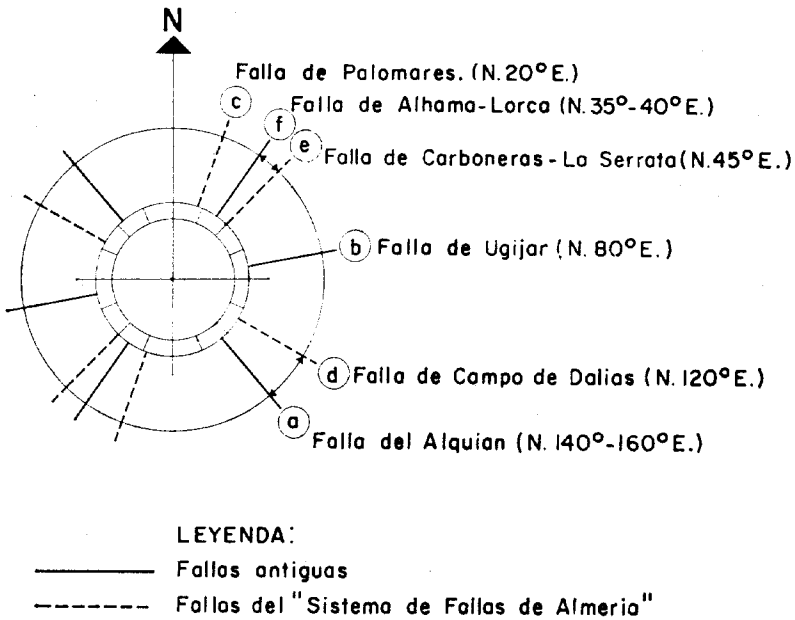 N
Falla de Palomares. (N. 20° E.)
c
f Falla de Alhama-Lorca (N. 35°-40° E.)
e Falla de Carboneras - La Serrata (N. 45° E.)
b Falla de Ugijar (N. 80° E.)
d Falla de Campo de Dalias (N. 120° E.)
a Falla del Alquian (N. 140°-160° E.)
LEYENDA:
Fallas antiguas
Fallas del "Sistema de Fallas de Almeria"